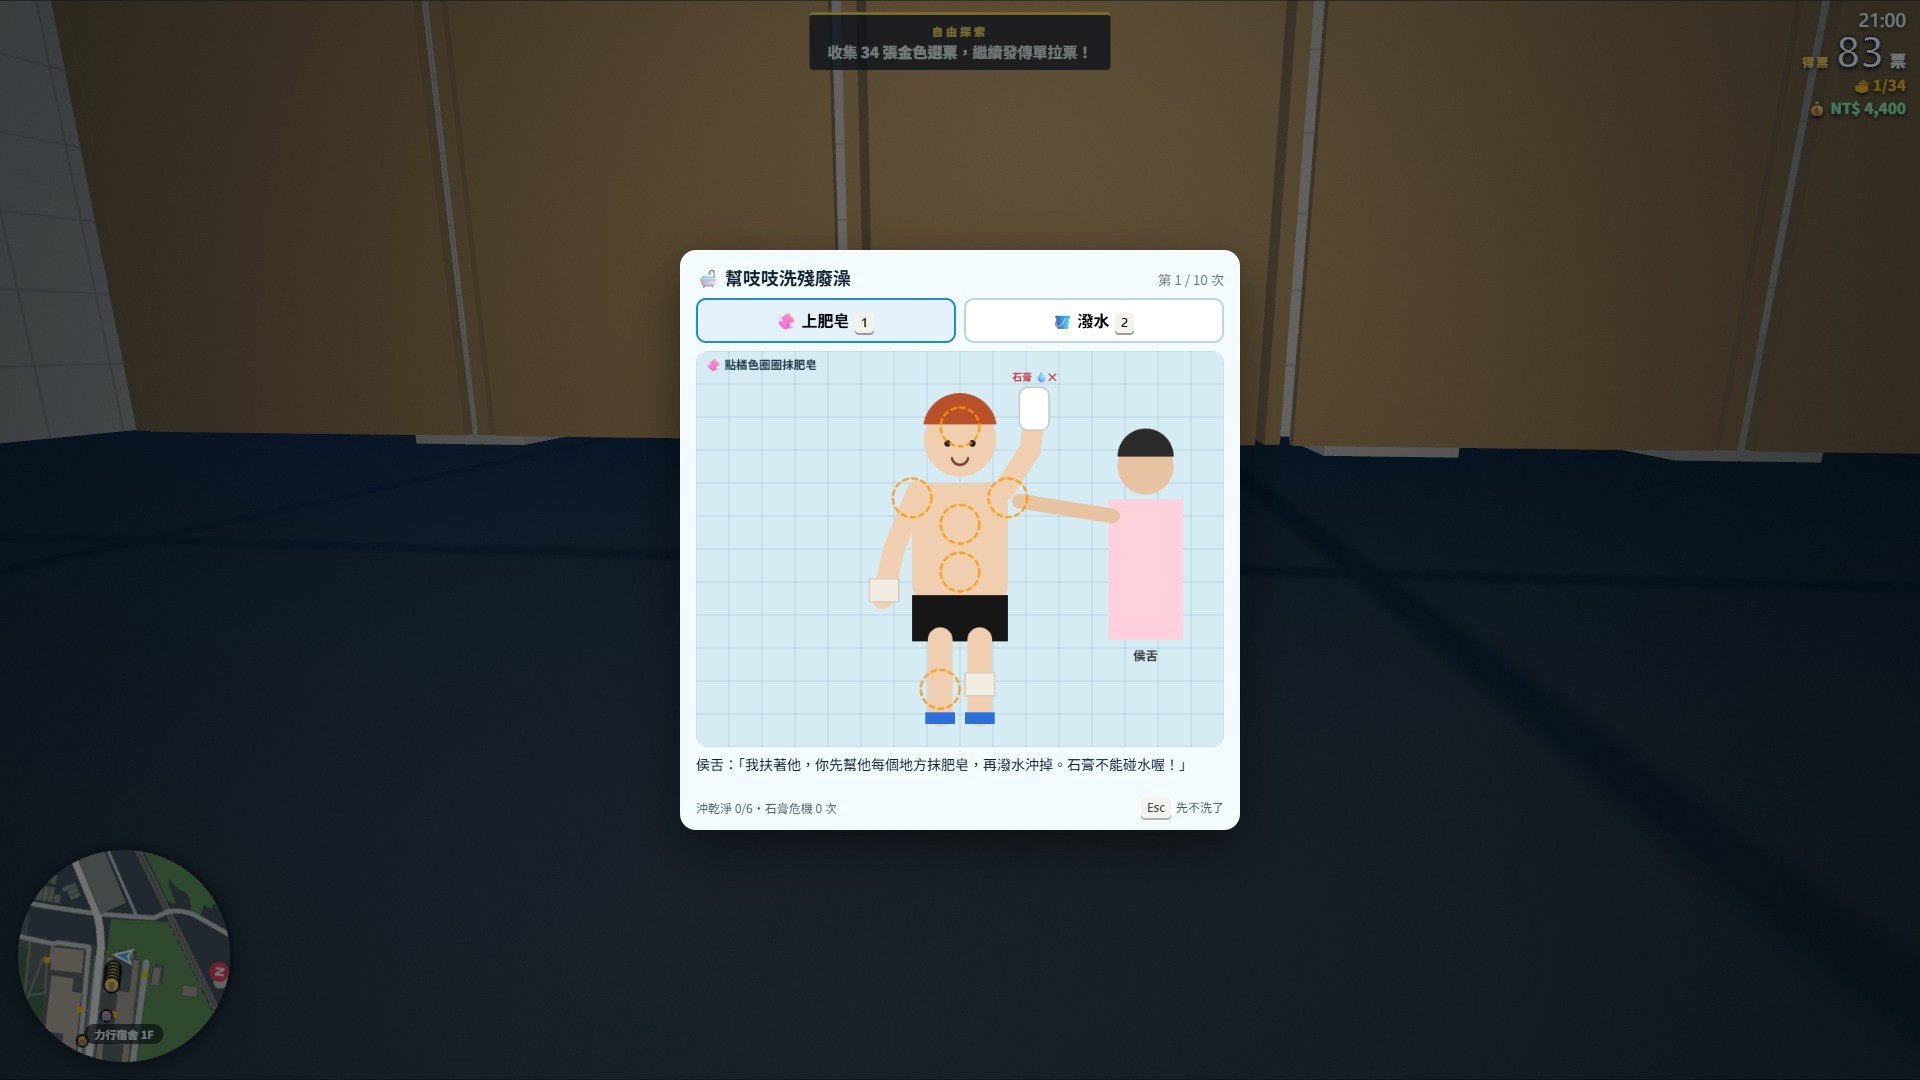 自由探索
收集 34 張金色選票，繼續發傳單拉票！
21:00
得票 83 票
1/34
NT$ 4,400
幫吱吱洗殘廢澡
第 1 / 10 次
上肥皂 1
潑水 2
點橘色圈圈抹肥皂
石膏 💧✕
侯舌
侯舌：「我扶著他，你先幫他每個地方抹肥皂，再潑水沖掉。石膏不能碰水喔！」
沖乾淨 0/6・石膏危機 0 次
Esc 先不洗了
N
力行宿舍 1F